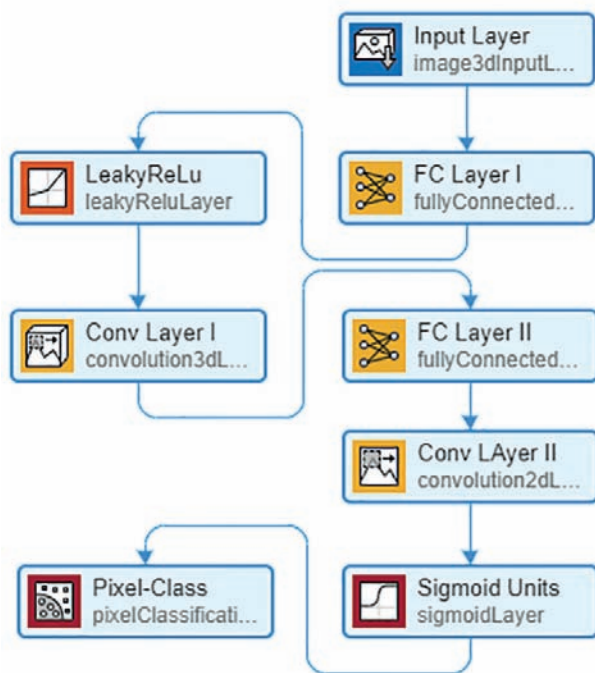 Input Layer
image3dInputL...
FC Layer I
fullyConnected...
LeakyReLu
leakyReluLayer
Conv Layer I
convolution3dL...
FC Layer II
fullyConnected...
Conv LAyer II
convolution2dL...
Sigmoid Units
sigmoidLayer
Pixel-Class
pixelClassificati...